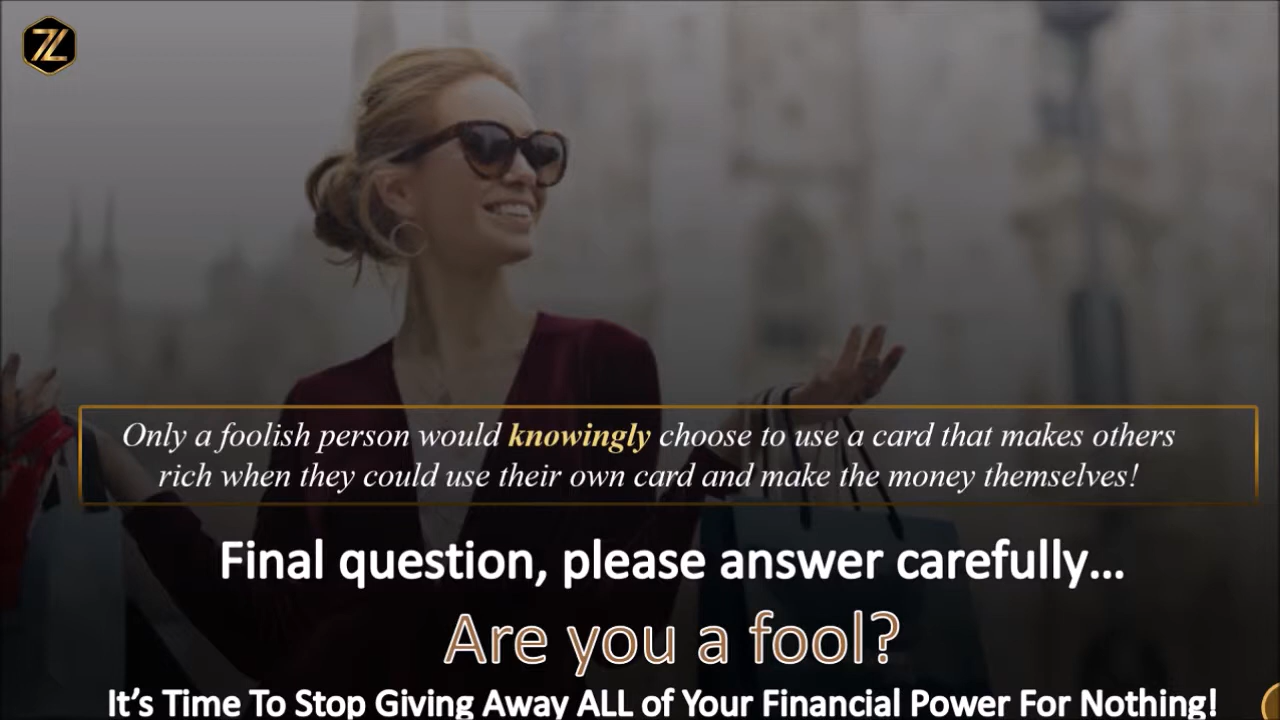 7L
Only a foolish person would knowingly choose to use a card that makes others
rich when they could use their own card and make the money themselves!
Final question, please answer carefully...
Are you a fool?
It's Time To Stop Giving Away ALL of Your Financial Power For Nothing!